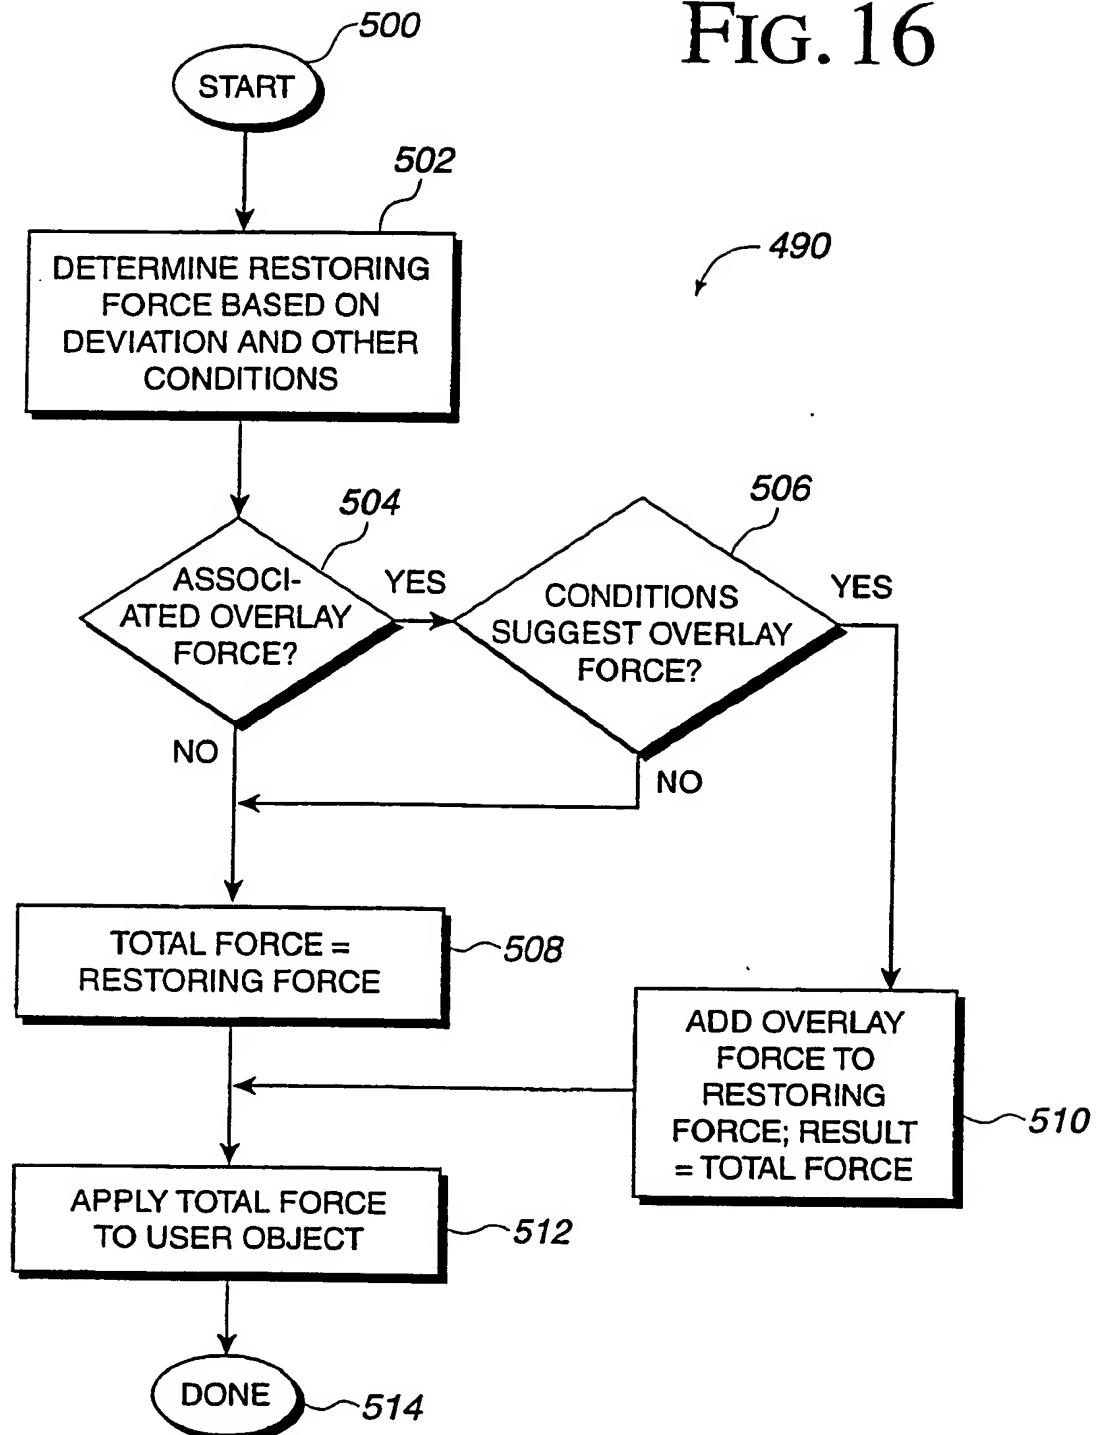 FIG. 16
500
START
502
490
DETERMINE RESTORING
FORCE BASED ON
DEVIATION AND OTHER
CONDITIONS
504
506
ASSOCI-
ATED OVERLAY
FORCE?
YES
CONDITIONS
SUGGEST OVERLAY
FORCE?
YES
NO
NO
TOTAL FORCE =
RESTORING FORCE
508
ADD OVERLAY
FORCE TO
RESTORING
FORCE; RESULT
= TOTAL FORCE
510
APPLY TOTAL FORCE
TO USER OBJECT
512
DONE
514